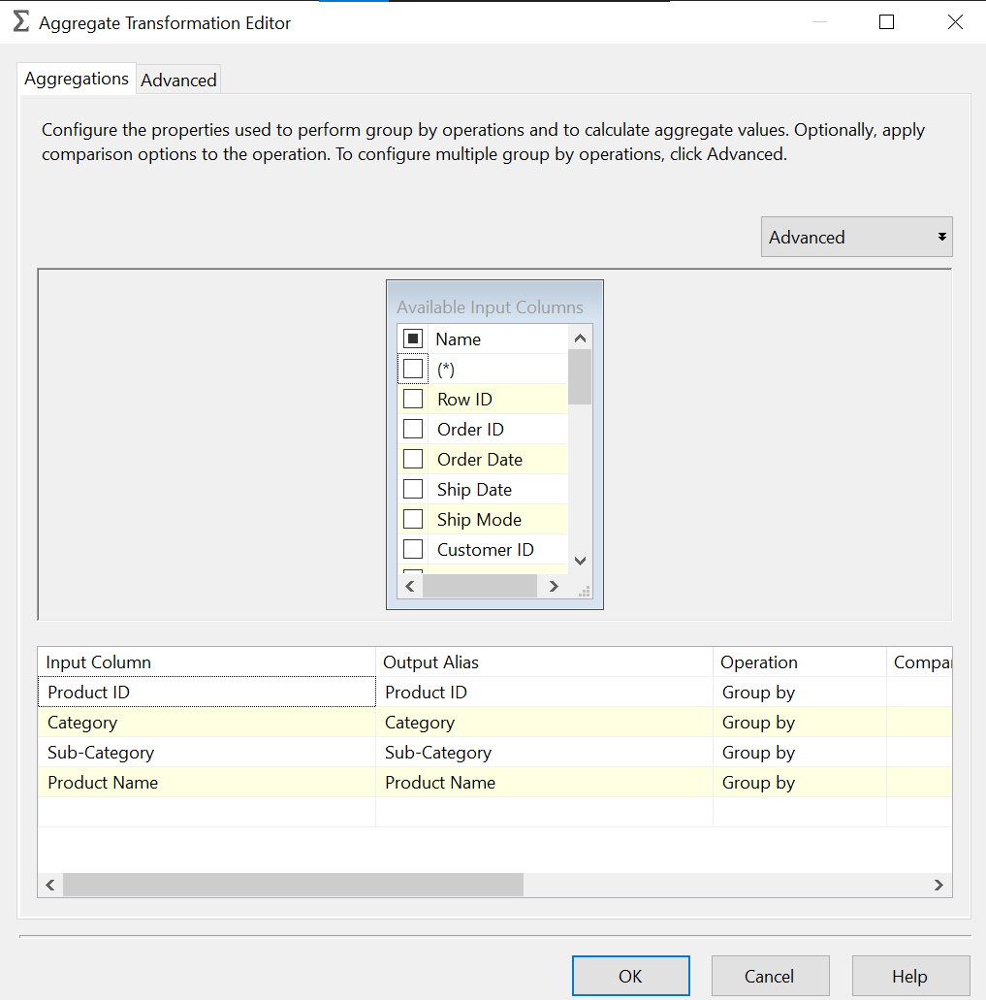 Aggregate Transformation Editor
Aggregations Advanced
Configure the properties used to perform group by operations and to calculate aggregate values. Optionally, apply
comparison options to the operation. To configure multiple group by operations, click Advanced.
Advanced
Available Input Columns
Name
(*)
Row ID
Order ID
Order Date
Ship Date
Ship Mode
Customer ID
Input Column Output Alias Operation Compa
Product ID Product ID Group by
Category Category Group by
Sub-Category Sub-Category Group by
Product Name Product Name Group by
OK Cancel Help